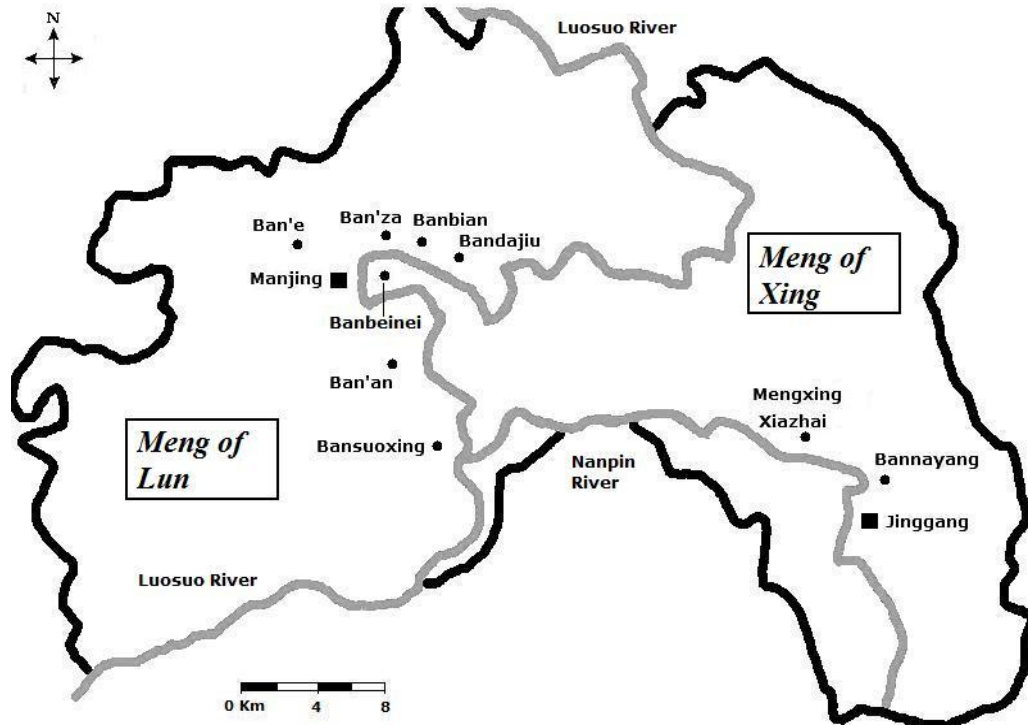 N
Luosuo River
Ban'za
Banbian
Ban'e
Bandajiu
Manjing
Meng of
Xing
Banbeinei
Ban'an
Mengxing
Xiazhai
Meng of
Lun
Bansuoxing
Nanpin
River
Bannayang
Jinggang
Luosuo River
0 Km 4 8